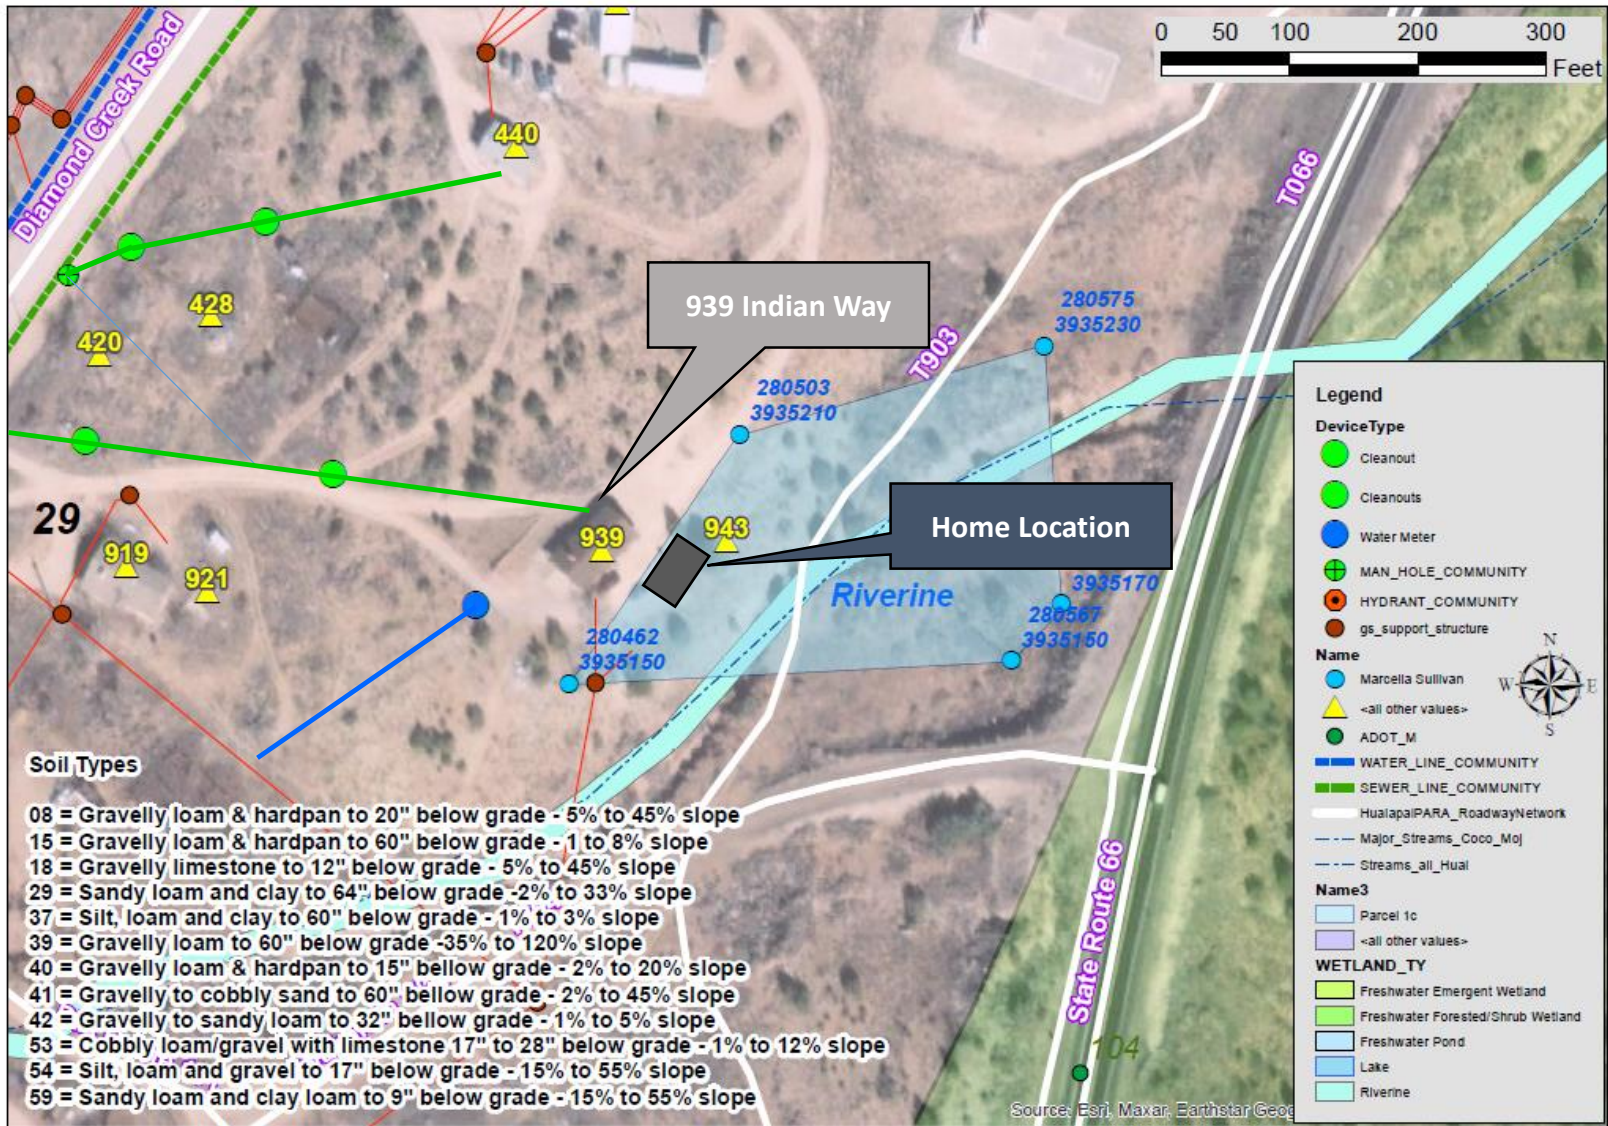 0 50 100 200 300
Feet
Diamond Creek Road
440
T066
428
420
939 Indian Way
280575
3935230
T903
280503
3935210
29
919
921
939
943
Home Location
Riverine
3935170
280567
3935150
280462
3935150
State Route 66
104
Soil Types
08 = Gravelly loam & hardpan to 20" below grade - 5% to 45% slope
15 = Gravelly loam & hardpan to 60" below grade - 1 to 8% slope
18 = Gravelly limestone to 12" below grade - 5% to 45% slope
29 = Sandy loam and clay to 64" below grade -2% to 33% slope
37 = Silt, loam and clay to 60" below grade - 1% to 3% slope
39 = Gravelly loam to 60" below grade -35% to 120% slope
40 = Gravelly loam & hardpan to 15" bellow grade - 2% to 20% slope
41 = Gravelly to cobbly sand to 60" bellow grade - 2% to 45% slope
42 = Gravelly to sandy loam to 32" bellow grade - 1% to 5% slope
53 = Cobbly loam/gravel with limestone 17" to 28" below grade - 1% to 12% slope
54 = Silt, loam and gravel to 17" below grade - 15% to 55% slope
59 = Sandy loam and clay loam to 9" below grade - 15% to 55% slope
Legend
DeviceType
Cleanout
Cleanouts
Water Meter
MAN_HOLE_COMMUNITY
HYDRANT_COMMUNITY
gs_support_structure
Name
Marcella Sullivan
<all other values>
ADOT_M
WATER_LINE_COMMUNITY
SEWER_LINE_COMMUNITY
HualapaiPARA_RoadwayNetwork
Major_Streams_Coco_Moj
Streams_all_Hual
Name3
Parcel 1c
<all other values>
WETLAND_TY
Freshwater Emergent Wetland
Freshwater Forested/Shrub Wetland
Freshwater Pond
Lake
Riverine
N
W E
S
Source: Esri, Maxar, Earthstar Geog